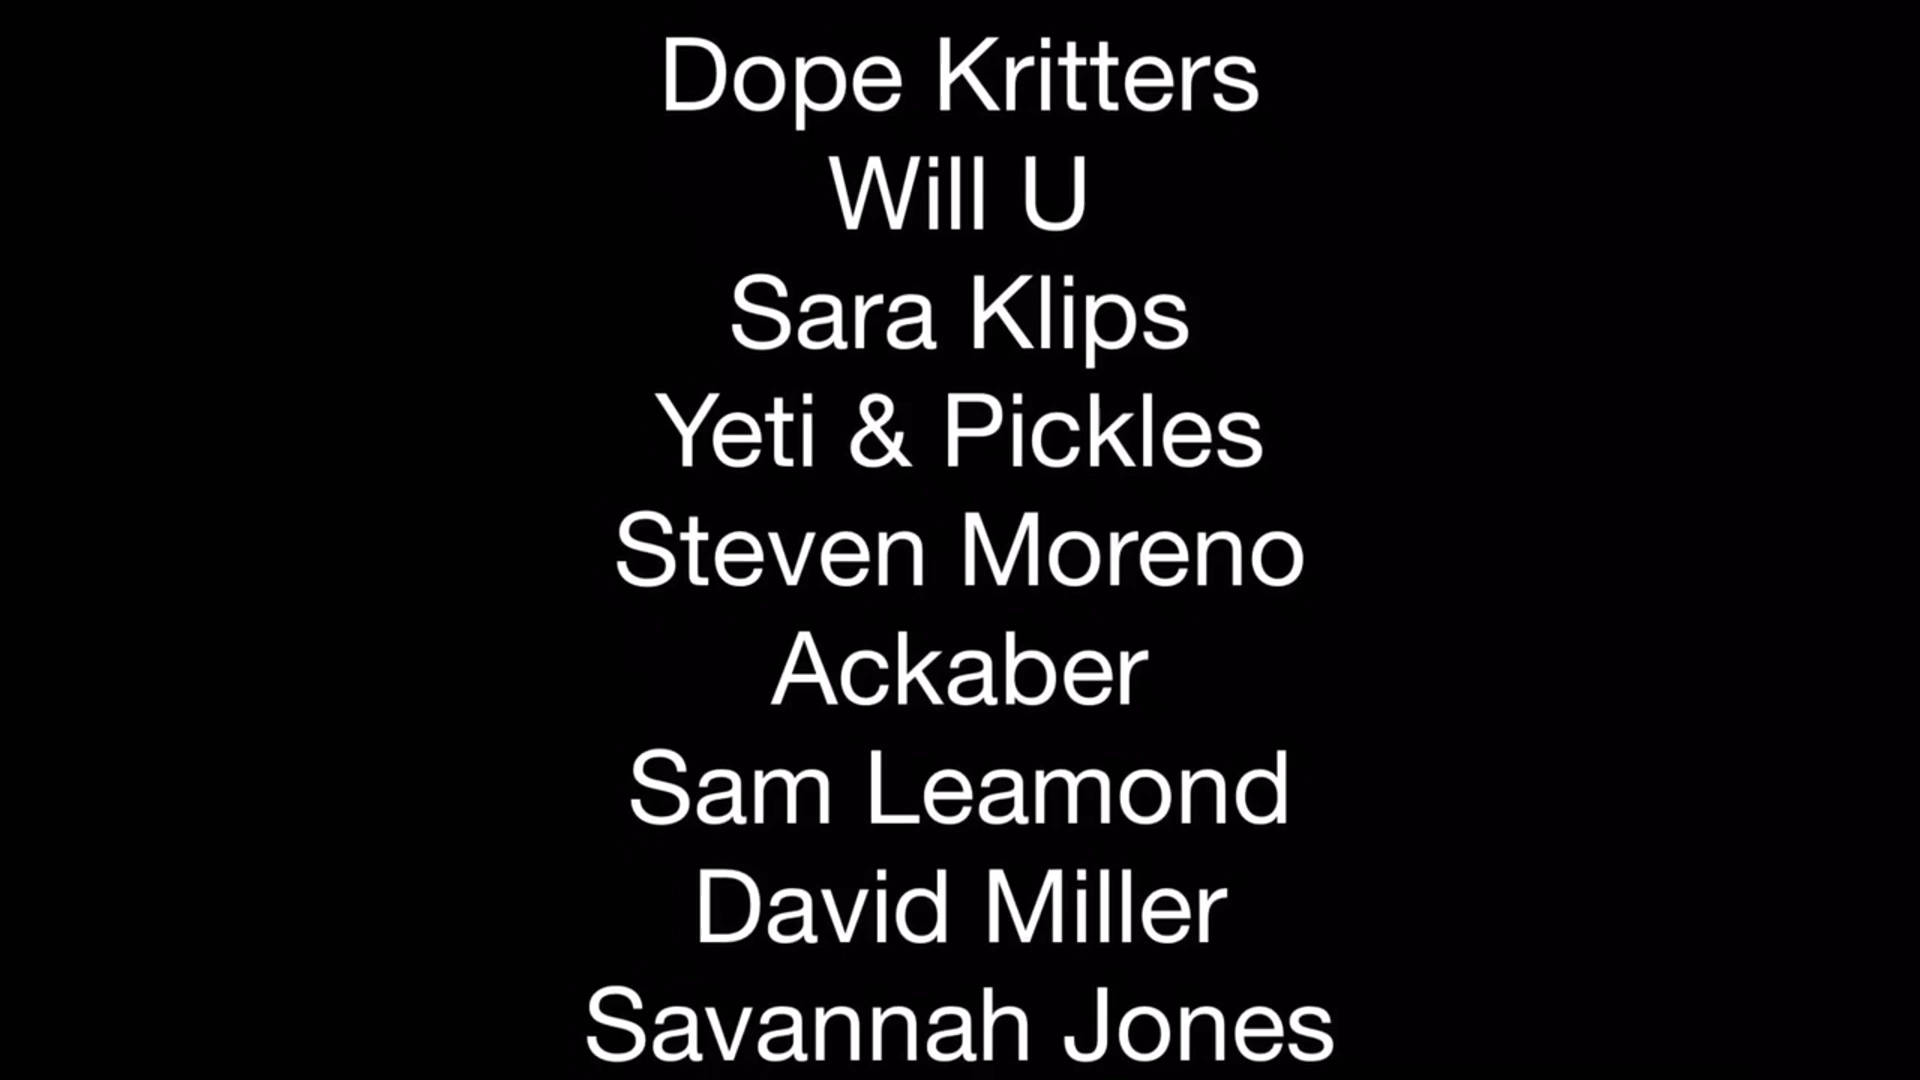 Dope Kritters
Will U
Sara Klips
Yeti & Pickles
Steven Moreno
Ackaber
Sam Leamond
David Miller
Savannah Jones